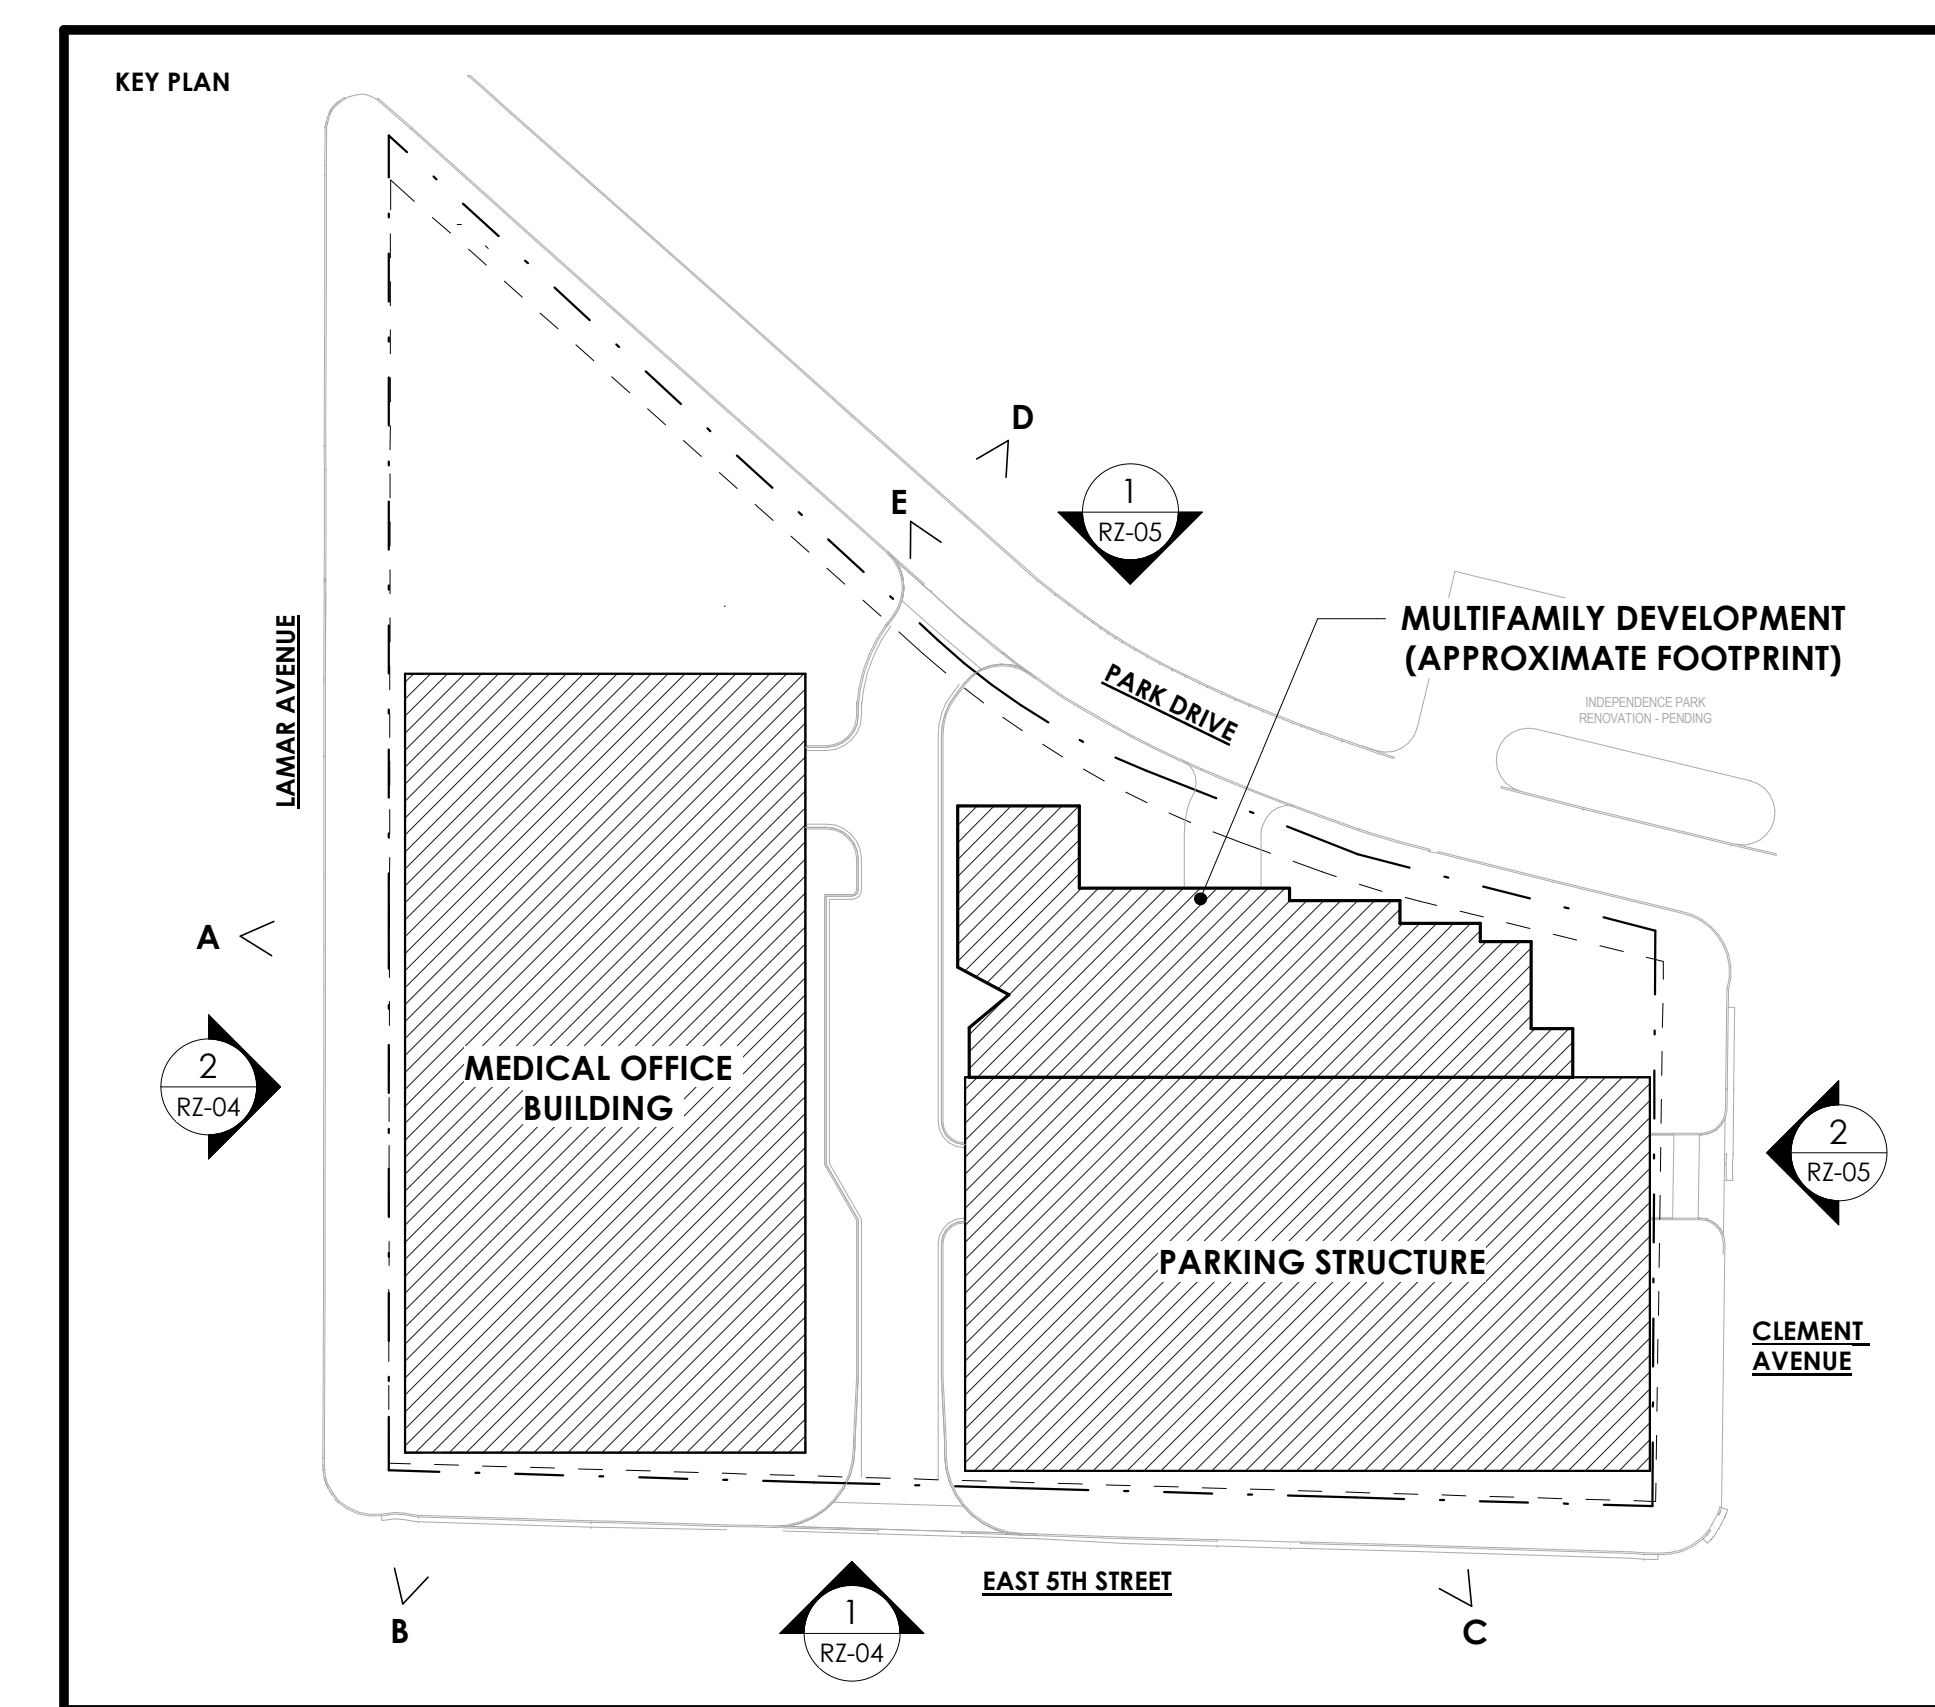 KEY PLAN
D
E
1
RZ-05
MULTIFAMILY DEVELOPMENT
(APPROXIMATE FOOTPRINT)
INDEPENDENCE PARK
RENOVATION - PENDING
PARK DRIVE
LAMAR AVENUE
A
2
RZ-04
MEDICAL OFFICE
BUILDING
2
RZ-05
PARKING STRUCTURE
CLEMENT
AVENUE
EAST 5TH STREET
B
1
RZ-04
C